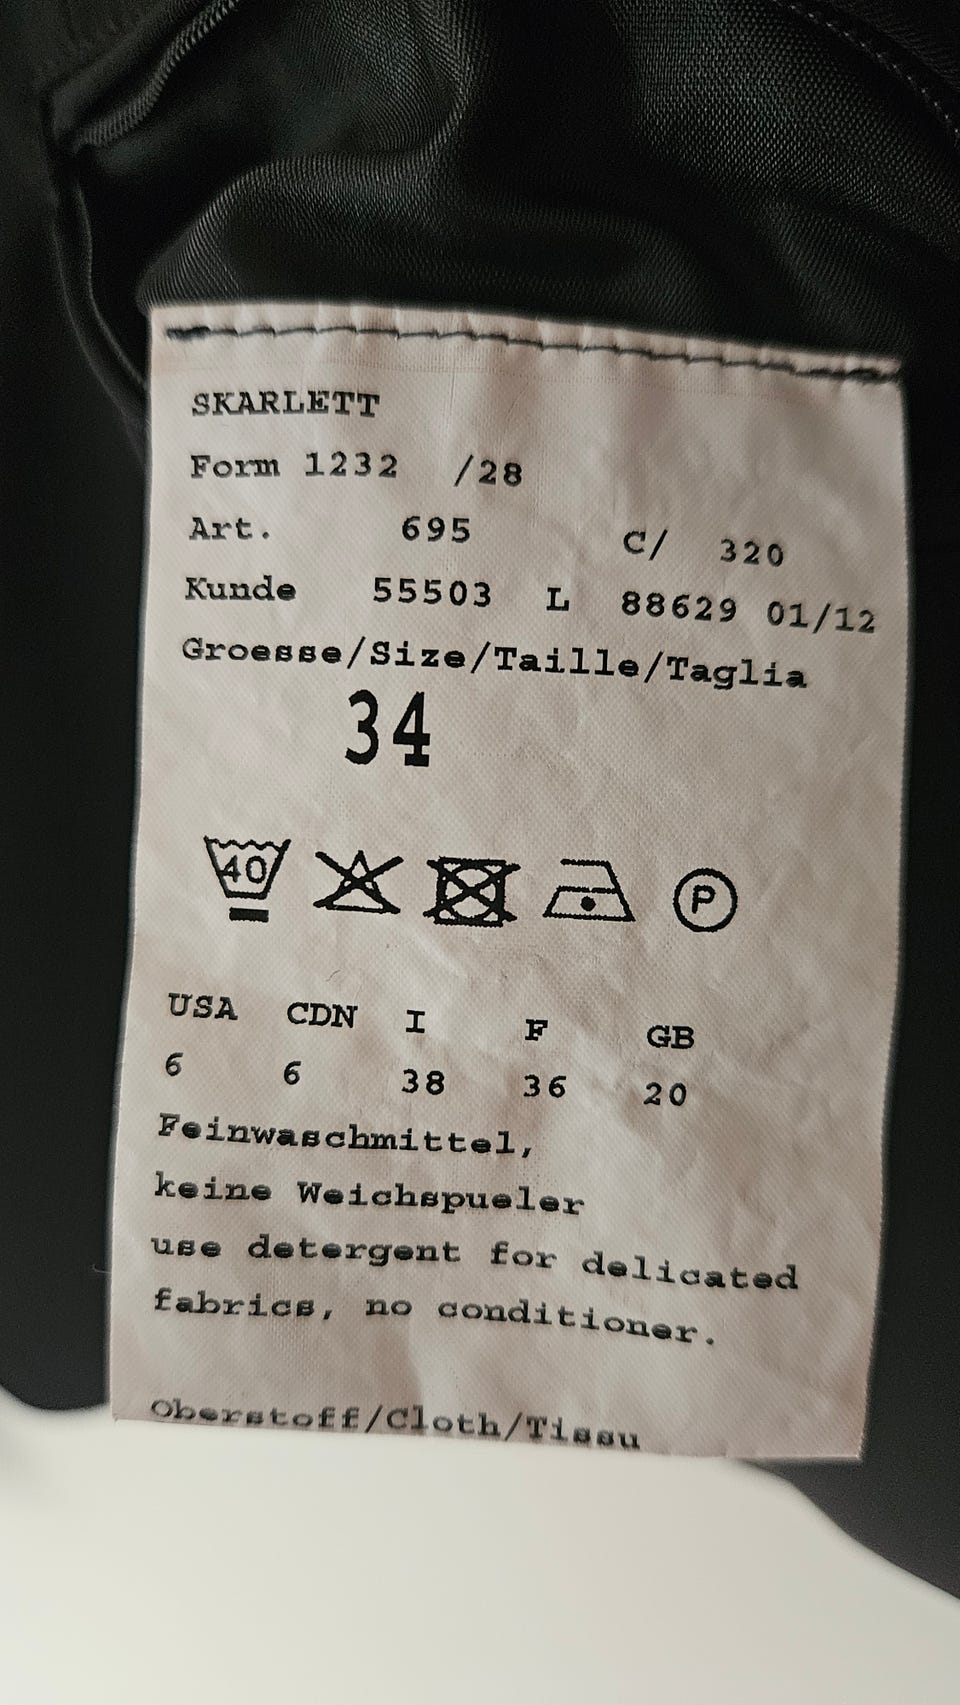 SKARLETT
Form 1232 /28
Art. 695 C/ 320
Kunde 55503 L 88629 01/12
Groesse/Size/Taille/Taglia
34
40
P
USA CDN I F GB
6 6 38 36 20
Feinwaschmittel,
keine Weichspueler
use detergent for delicated
fabrics, no conditioner.
Oberstoff/Cloth/Tissu